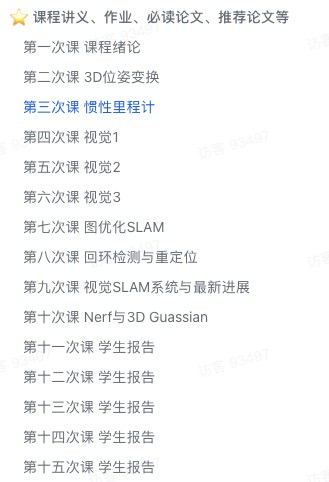 课程讲义、作业、必读论文、推荐论文等
第一次课 课程绪论
第二次课 3D位姿变换
第三次课 惯性里程计
第四次课 视觉1
第五次课 视觉2
第六次课 视觉3
第七次课 图优化SLAM
第八次课 回环检测与重定位
第九次课 视觉SLAM系统与最新进展
第十次课 Nerf与3D Guassian
第十一次课 学生报告
第十二次课 学生报告
第十三次课 学生报告
第十四次课 学生报告
第十五次课 学生报告
访客 93497